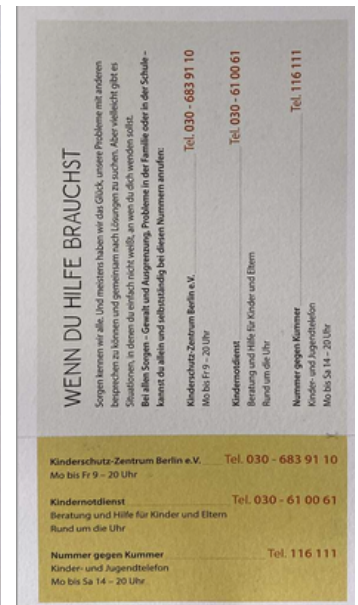 WENN DU HILFE BRAUCHST
Sorgen kennen wir alle. Und meistens haben wir das Glück, unsere Probleme mit anderen
besprechen zu können und gemeinsam nach Lösungen zu suchen. Aber vielleicht gibt es
Situationen, in denen du einfach nicht weißt, an wen du dich wenden sollst.
Bei allen Sorgen – Gewalt und Ausgrenzung, Probleme in der Familie oder in der Schule –
kannst du allein und selbstständig bei diesen Nummern anrufen:
Kinderschutz-Zentrum Berlin e.V. Tel. 030 - 683 91 10
Mo bis Fr 9 – 20 Uhr
Kindernotdienst Tel. 030 - 61 00 61
Beratung und Hilfe für Kinder und Eltern
Rund um die Uhr
Nummer gegen Kummer Tel. 116 111
Kinder- und Jugendtelefon
Mo bis Sa 14 – 20 Uhr
Kinderschutz-Zentrum Berlin e.V. Tel. 030 - 683 91 10
Mo bis Fr 9 – 20 Uhr
Kindernotdienst Tel. 030 - 61 00 61
Beratung und Hilfe für Kinder und Eltern
Rund um die Uhr
Nummer gegen Kummer Tel. 116 111
Kinder- und Jugendtelefon
Mo bis Sa 14 – 20 Uhr